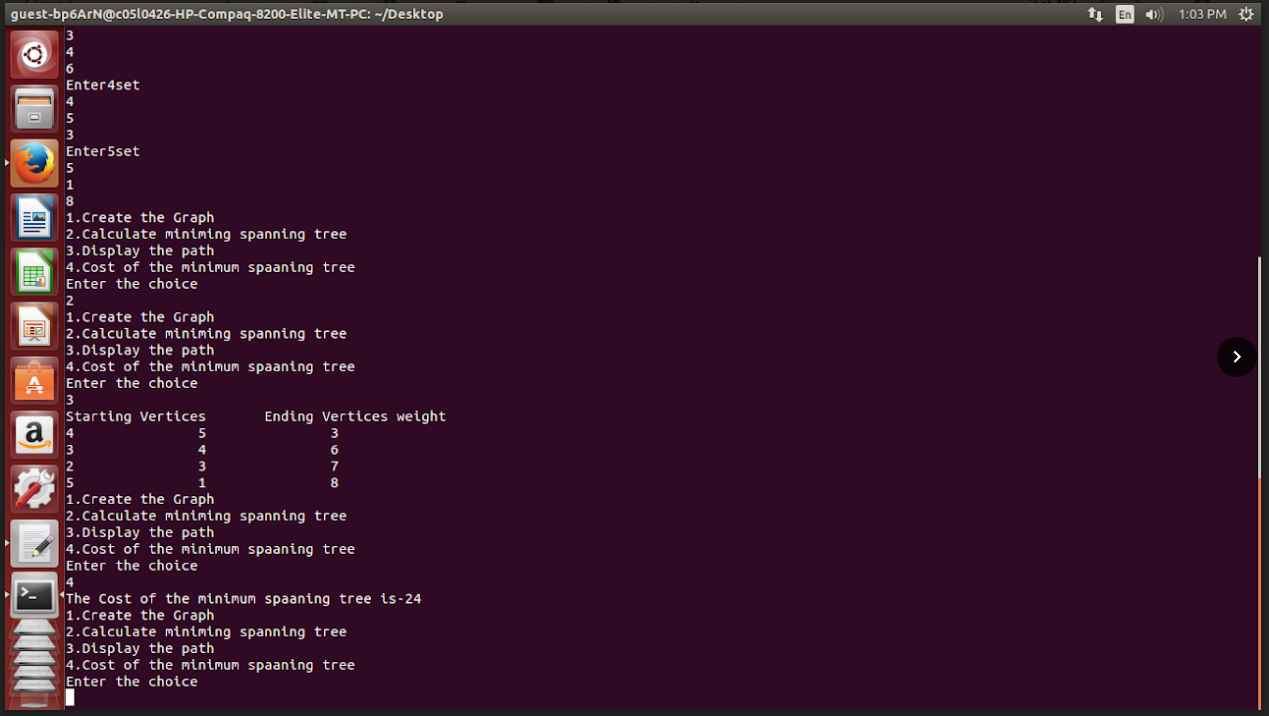 guest-bp6ArN@c05l0426-HP-Compaq-8200-Elite-MT-PC: ~/Desktop En 1:03 PM
3
4
6
Enter4set
4
5
3
Enter5set
5
1
8
1.Create the Graph
2.Calculate miniming spanning tree
3.Display the path
4.Cost of the minimum spaaning tree
Enter the choice
2
1.Create the Graph
2.Calculate miniming spanning tree
3.Display the path
4.Cost of the minimum spaaning tree
Enter the choice
3
Starting Vertices Ending Vertices weight
4 5 3
3 4 6
2 3 7
5 1 8
1.Create the Graph
2.Calculate miniming spanning tree
3.Display the path
4.Cost of the minimum spaaning tree
Enter the choice
4
The Cost of the minimum spaaning tree is-24
1.Create the Graph
2.Calculate miniming spanning tree
3.Display the path
4.Cost of the minimum spaaning tree
Enter the choice